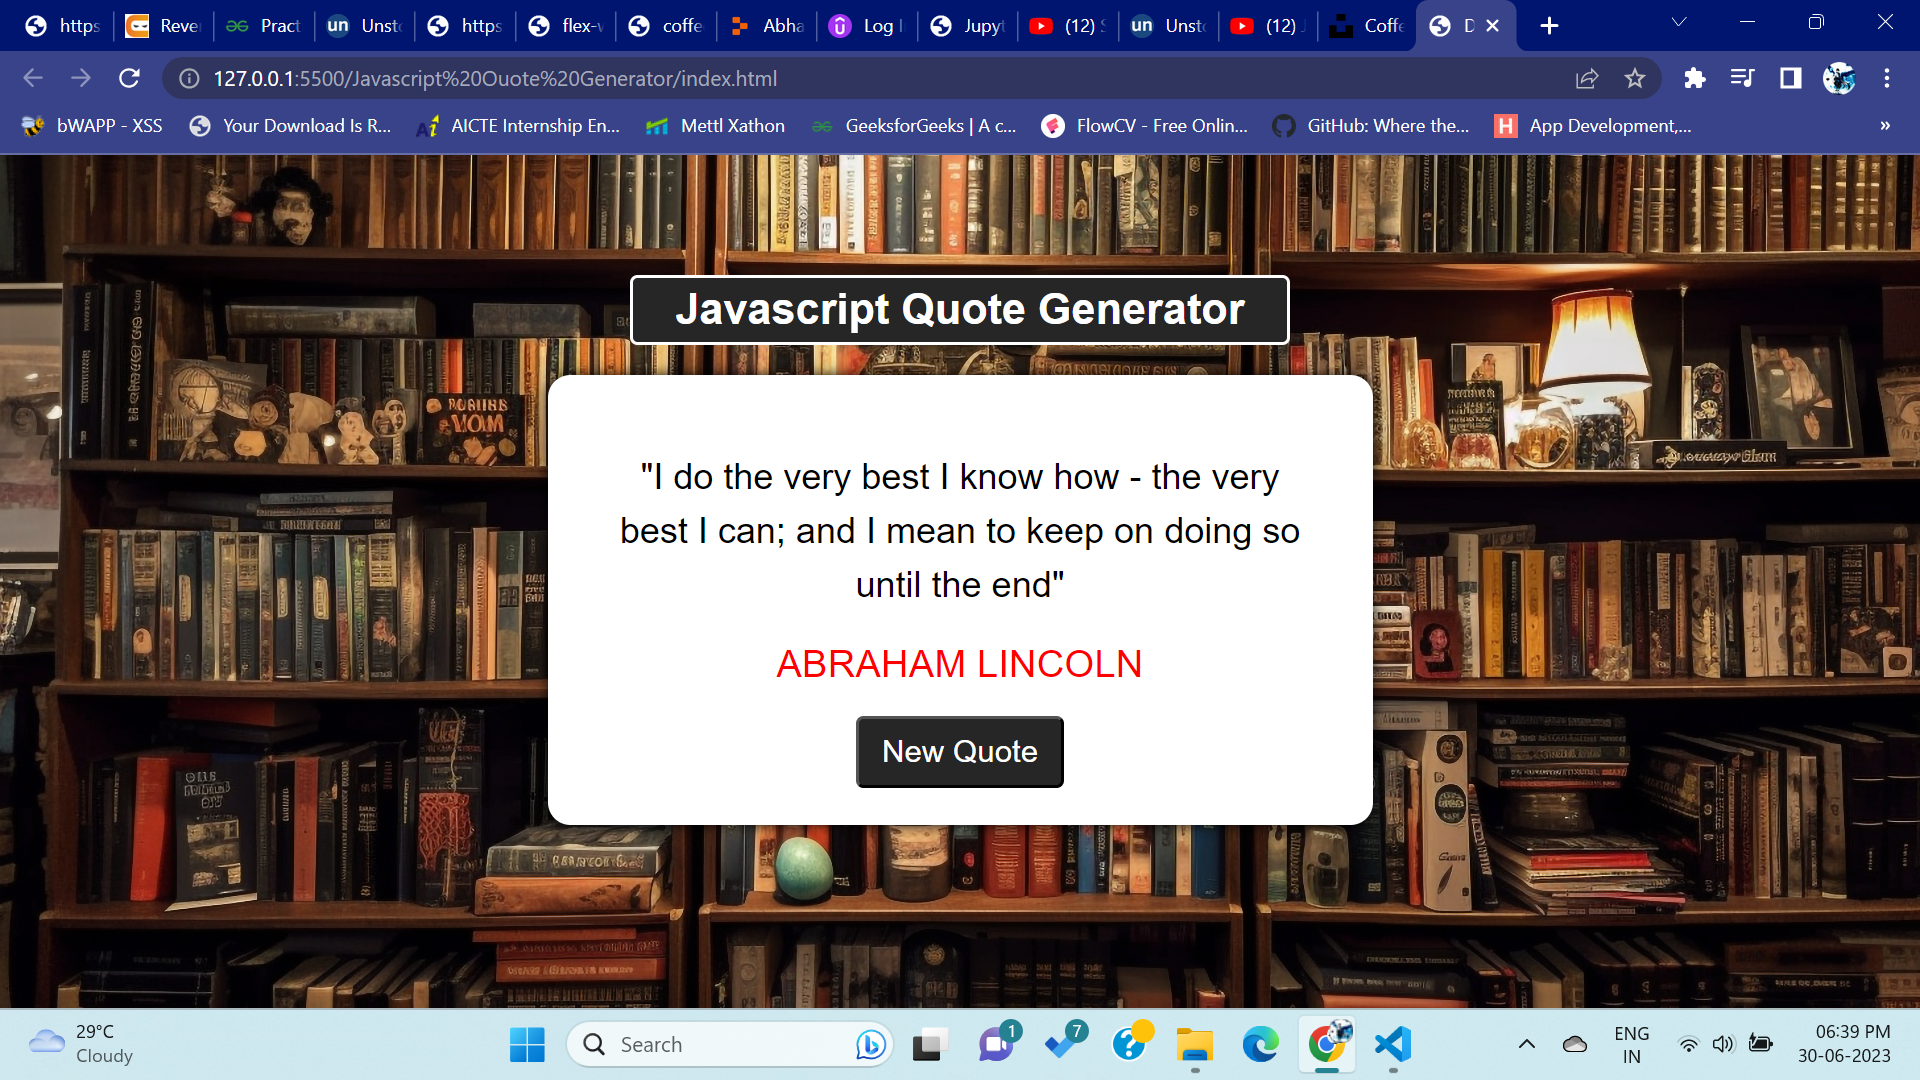 https
Reve
Pract
Unst
https
flex-w
coffe
Abha
Log I
Jupyt
(12) S
Unst
(12) J
Coffe
D
127.0.0.1:5500/Javascript%20Quote%20Generator/index.html
bWAPP - XSS
Your Download Is R...
AICTE Internship En...
Mettl Xathon
GeeksforGeeks | A c...
FlowCV - Free Onlin...
GitHub: Where the...
App Development,...
»
Javascript Quote Generator
"I do the very best I know how - the very
best I can; and I mean to keep on doing so
until the end"
ABRAHAM LINCOLN
New Quote
29°C
Cloudy
Search
1
7
ENG
IN
06:39 PM
30-06-2023